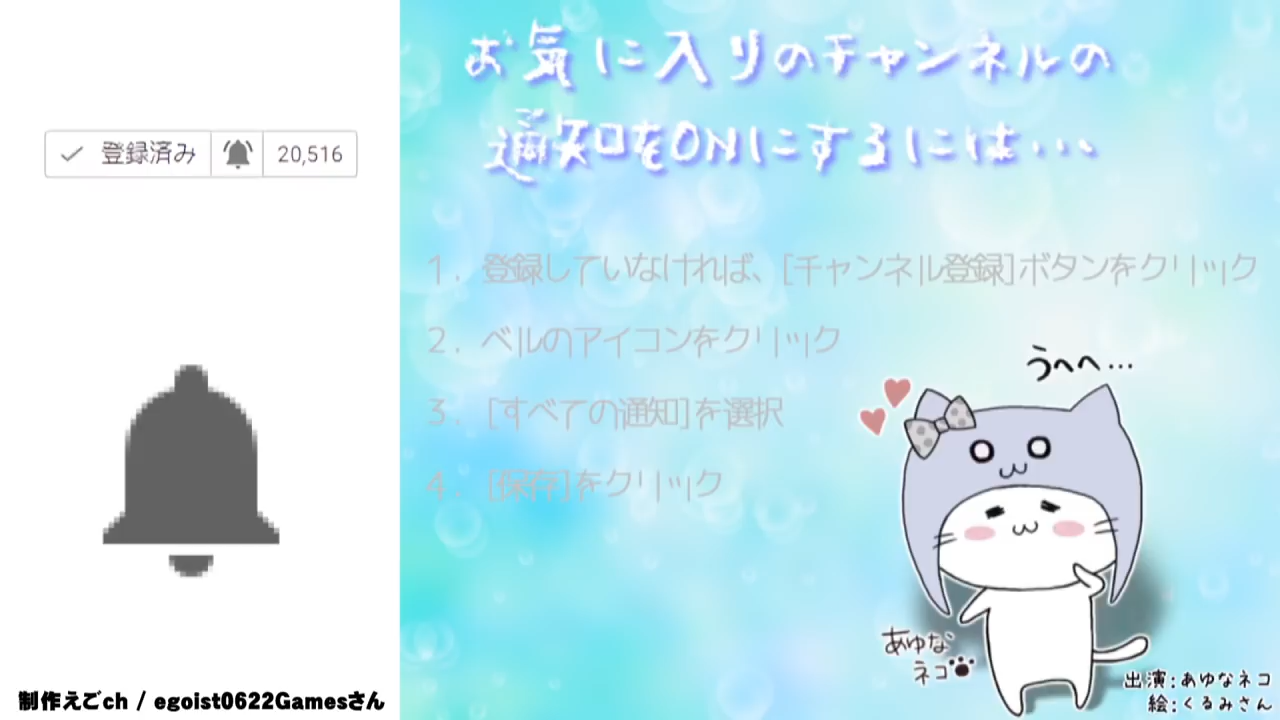 お気に入りのチャンネルの
通知をONにするには・・・
登録済み 20,516
1. 登録していなければ、[チャンネル登録]ボタンをクリック
2. ベルのアイコンをクリック
3. [すべての通知]を選択
4. [保存]をクリック
うへへ…
あゆな
ネコ
出演:あゆなネコ
絵:くるみさん
制作えごch / egoist0622Gamesさん